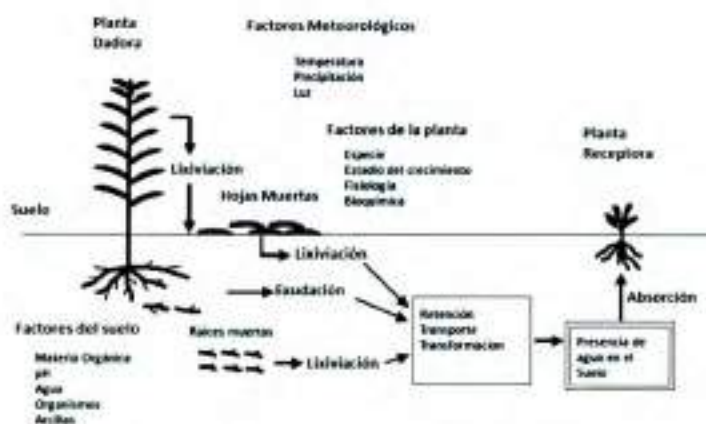 Planta
Dadora
Factores Meteorológicos
Temperatura
Precipitación
Luz
Factores de la planta
Especie
Estadio del crecimiento
Fisiología
Bioquímica
Planta
Receptora
Lixiviación
Hojas Muertas
Suelo
Lixiviación
Exudación
Absorción
Factores del suelo
Materia Orgánica
pH
Agua
Organismos
Arcillas
Raíces muertas
Lixiviación
Retención
Transporte
Transformacion
Presencia de
agua en el
Suelo